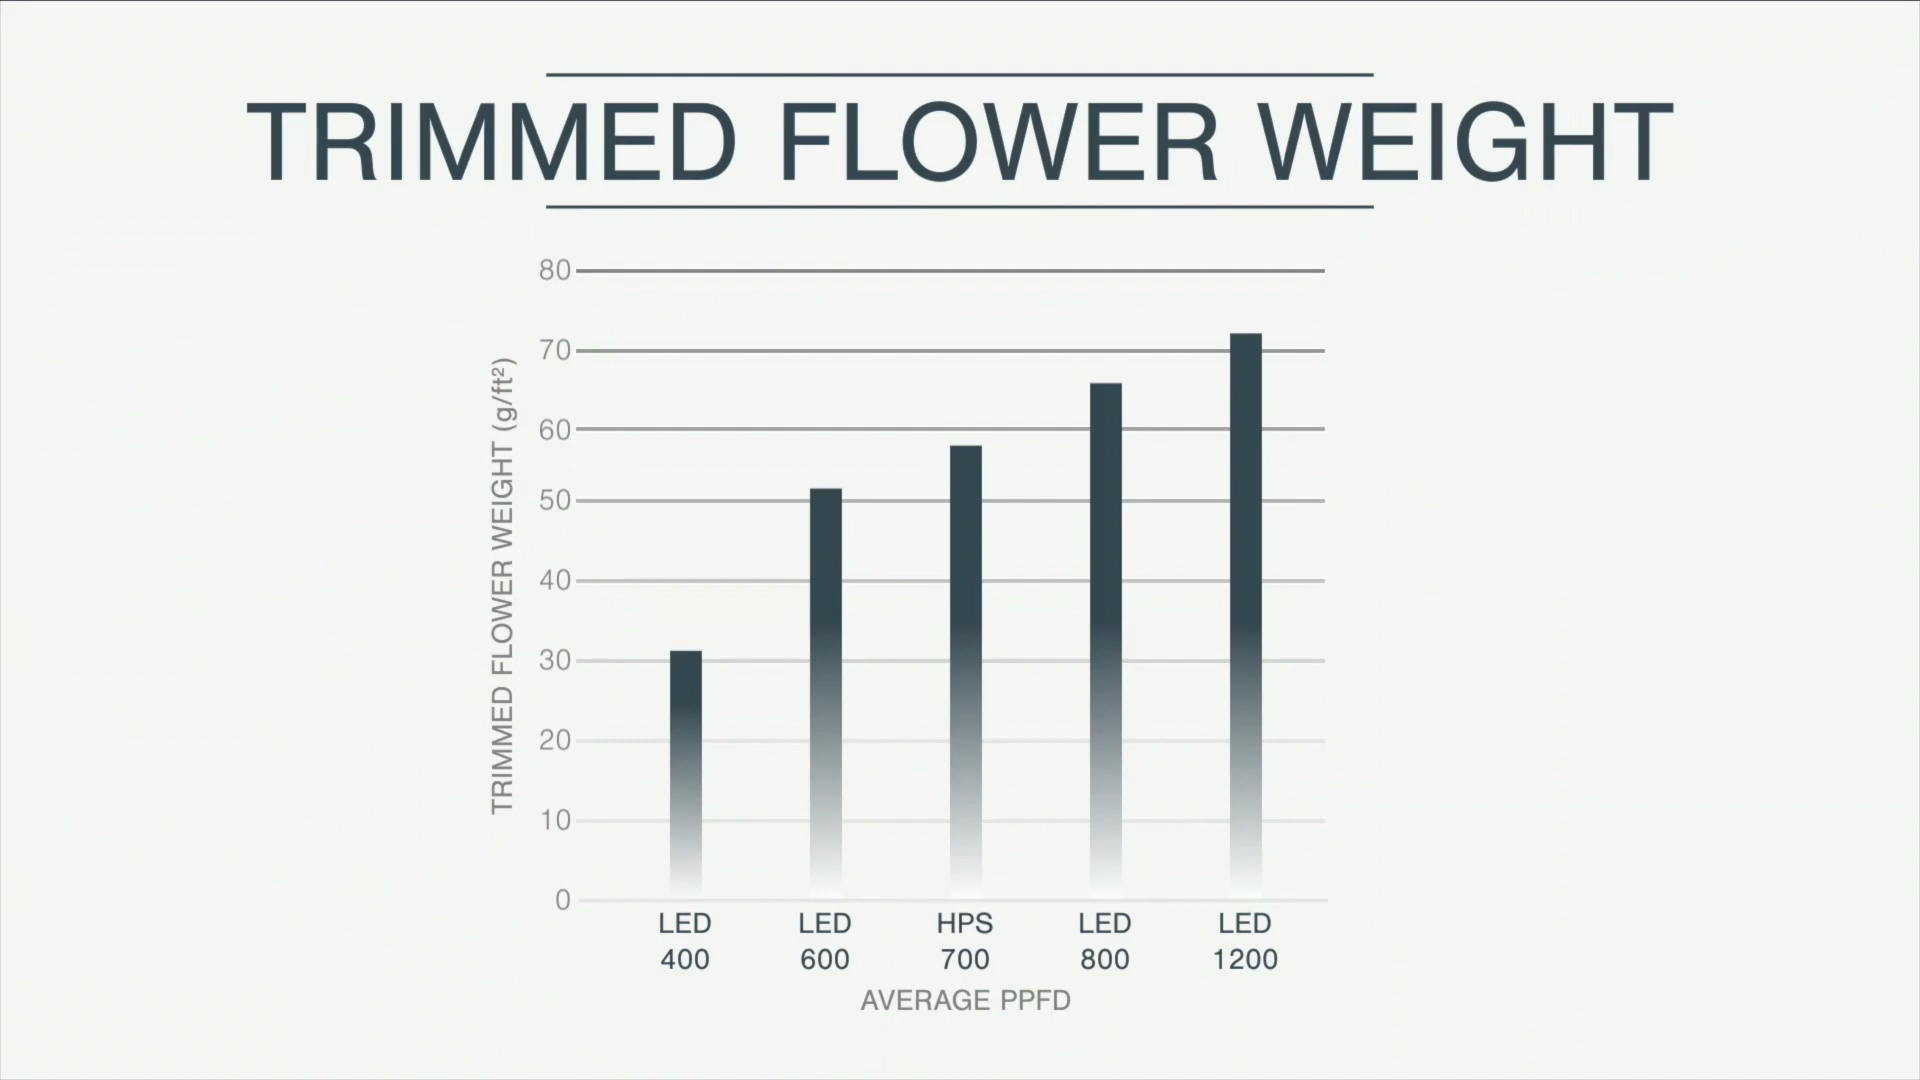 TRIMMED FLOWER WEIGHT
TRIMMED FLOWER WEIGHT (g/ft²)
80
70
60
50
40
30
20
10
0
LED 400
LED 600
HPS 700
LED 800
LED 1200
AVERAGE PPFD